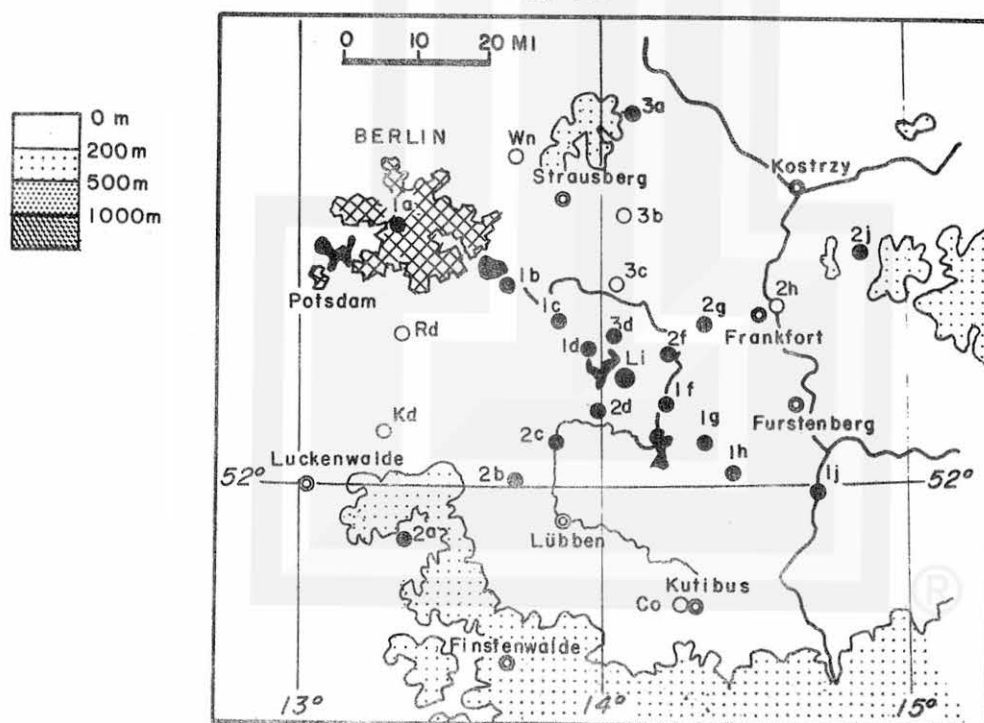 0 10 20 MI
0 m
200m
500m
1000m
BERLIN
Wn
3a
Strausberg
Kostrzy
1a
3b
2j
Potsdam
1b
3c
1c
2g
2h
Rd
3d
2f
Frankfort
1d
Li
1f
2d
Kd
1g
Furstenberg
2c
Luckenwalde
1h
52°
2b
1j
52°
2a
Lübben
Kutibus
Co
Finstenwalde
13°
14°
15°
®